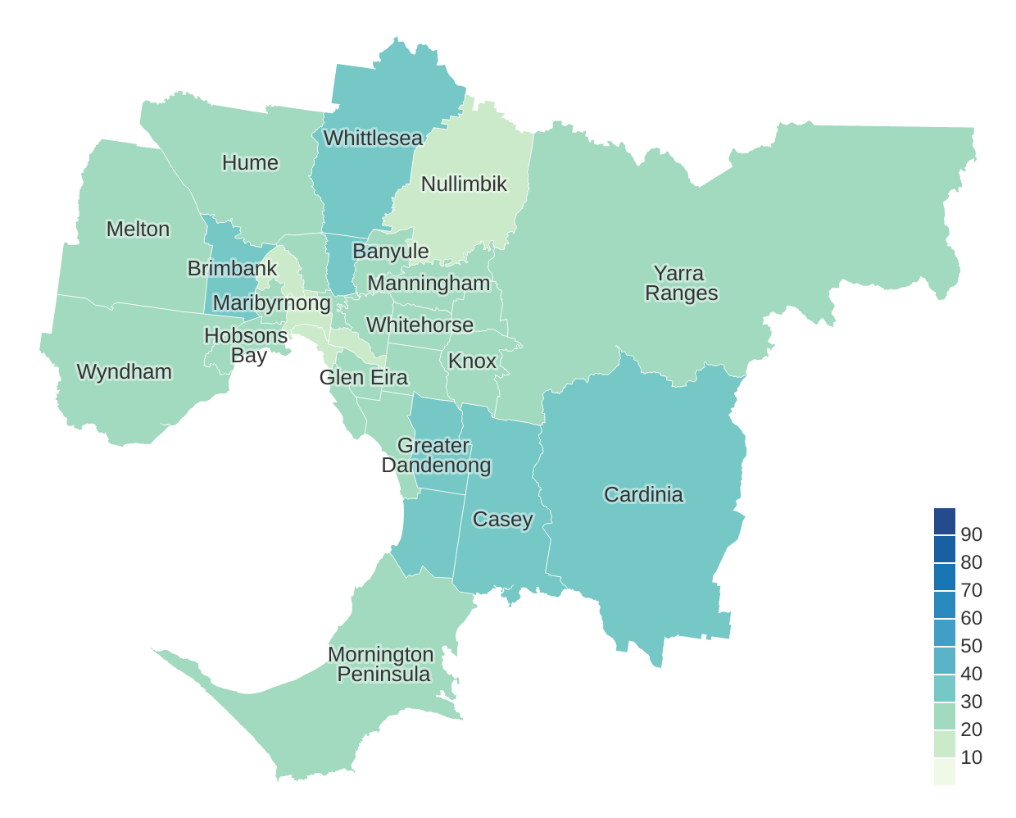 Whittlesea
Hume
Nullimbik
Melton
Banyule
Brimbank
Yarra
Ranges
Manningham
Maribyrnong
Whitehorse
Hobsons
Bay
Knox
Wyndham
Glen Eira
Greater
Dandenong
Cardinia
Casey
Mornington
Peninsula
90
80
70
60
50
40
30
20
10